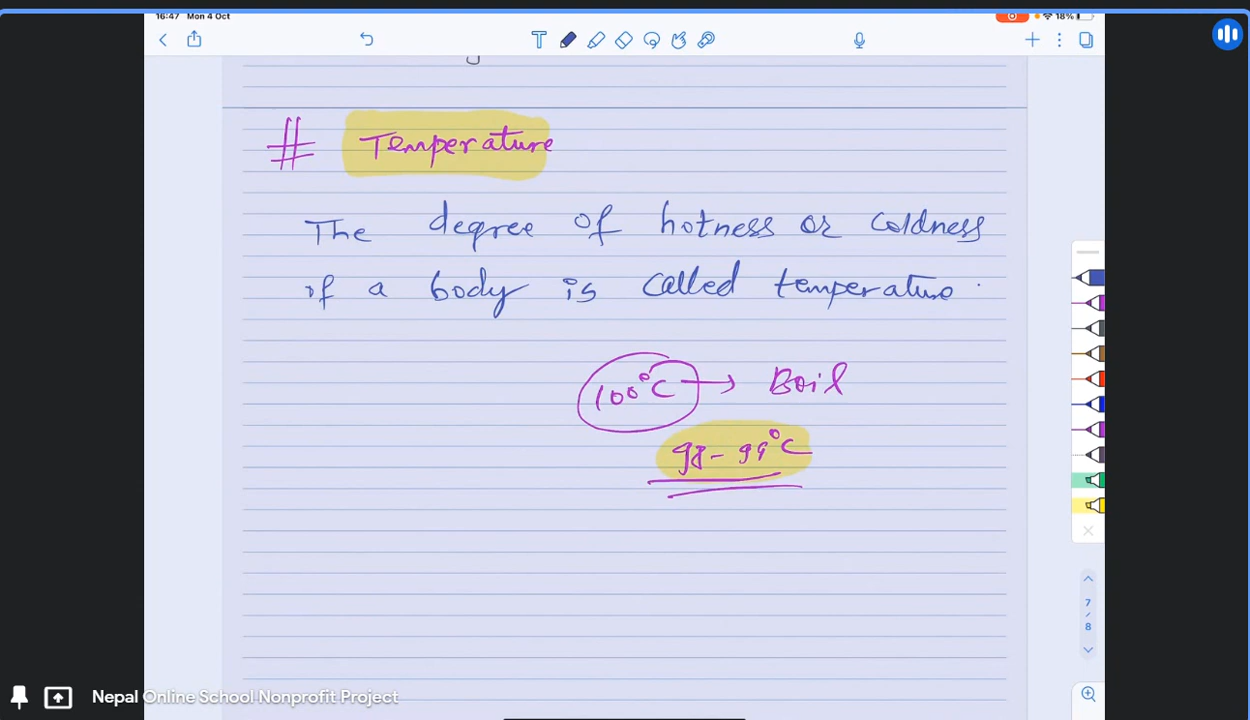 16:47 Mon 4 Oct
18%
# Temperature
The degree of hotness or coldness
of a body is called temperature.
100°C → Boil
98 - 99°C
7
/
8
Nepal Online School Nonprofit Project